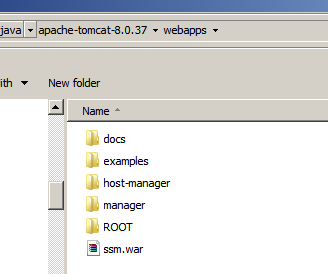 java apache-tomcat-8.0.37 webapps
ith New folder
Name
docs
examples
host-manager
manager
ROOT
ssm.war